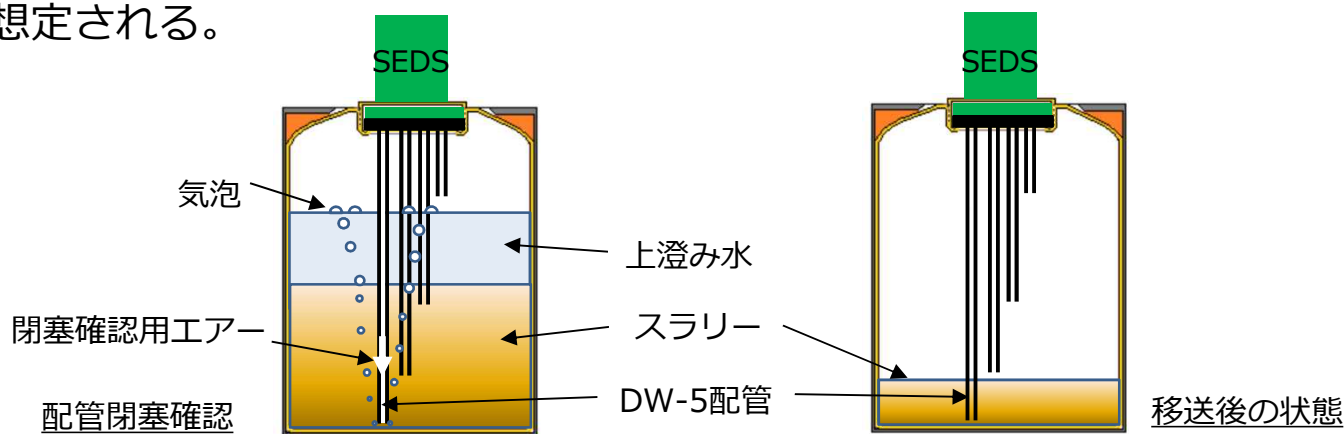 想定される。
SEDS
SEDS
気泡
上澄み水
閉塞確認用エアー
スラリー
DW-5配管
配管閉塞確認
移送後の状態